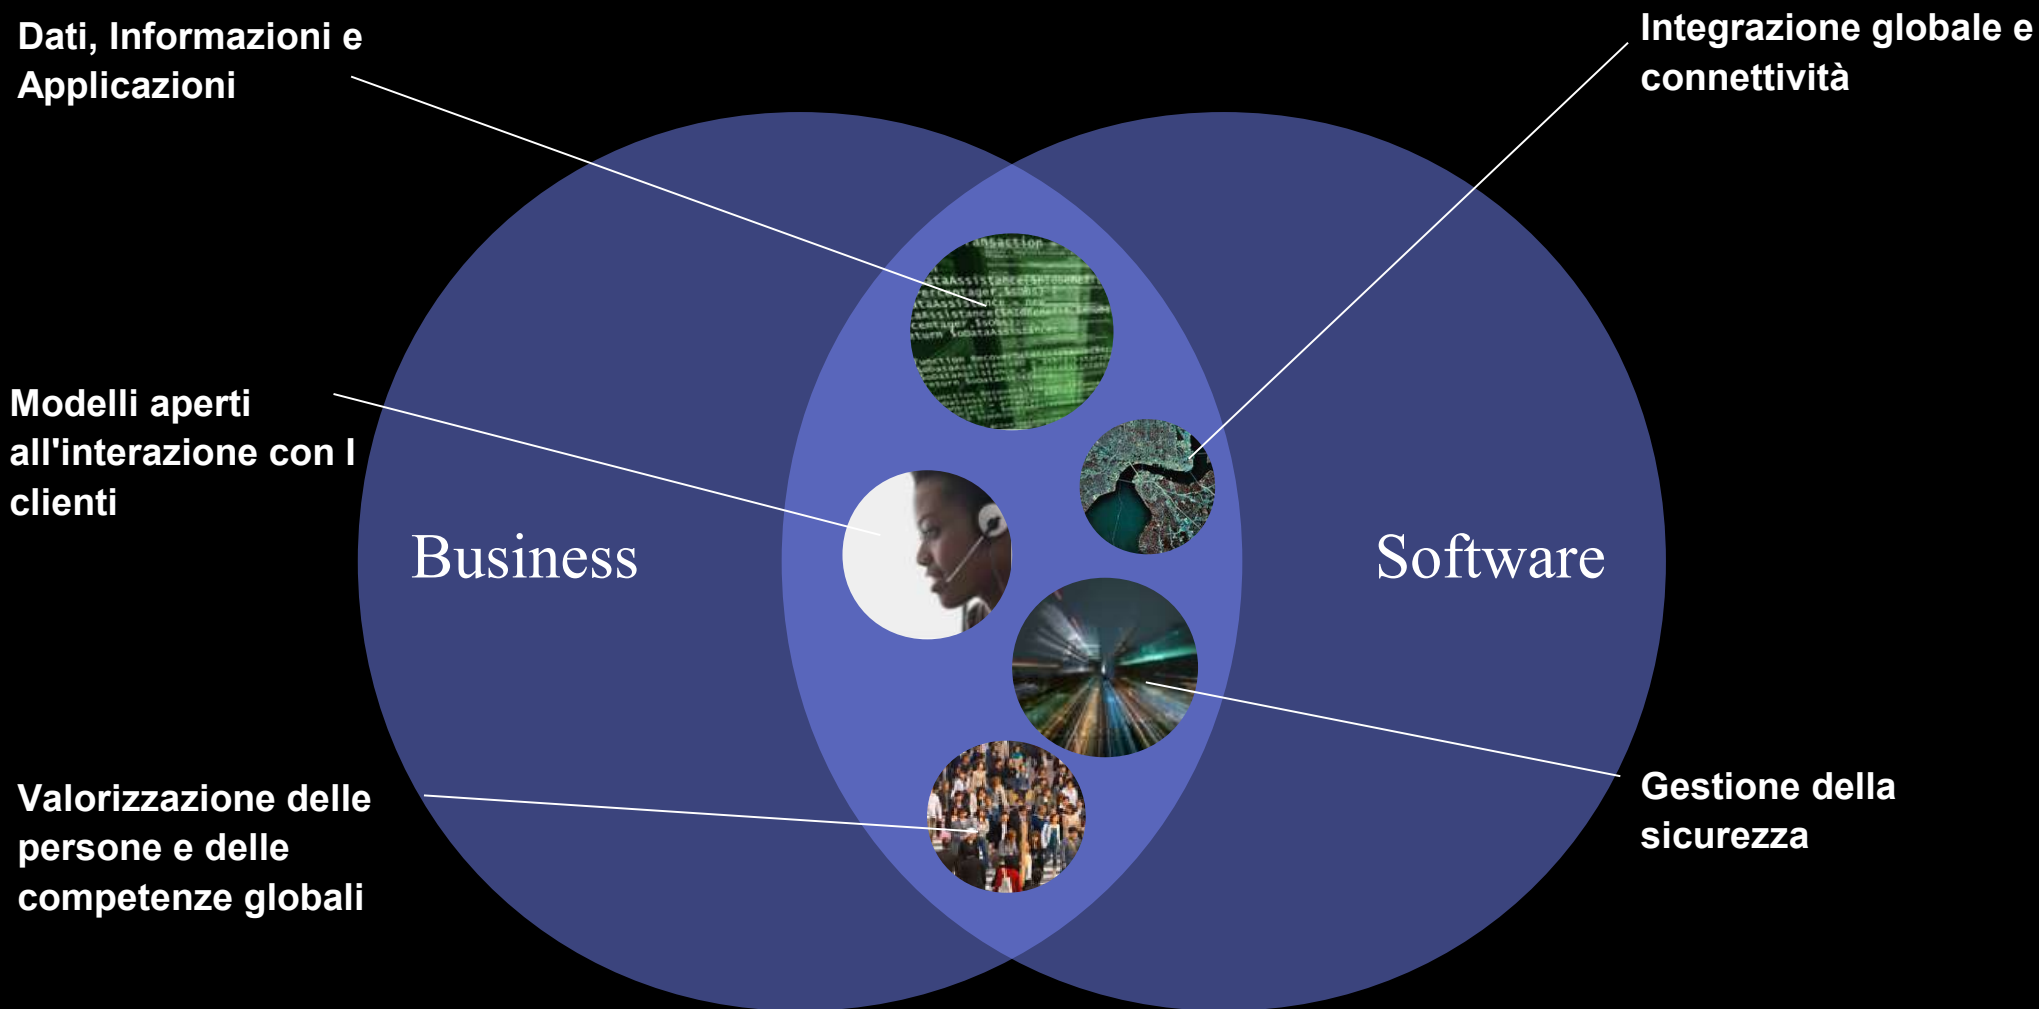 Dati, Informazioni e
Applicazioni
Integrazione globale e
connettività
Modelli aperti
all'interazione con I
clienti
Business
Software
Valorizzazione delle
persone e delle
competenze globali
Gestione della
sicurezza